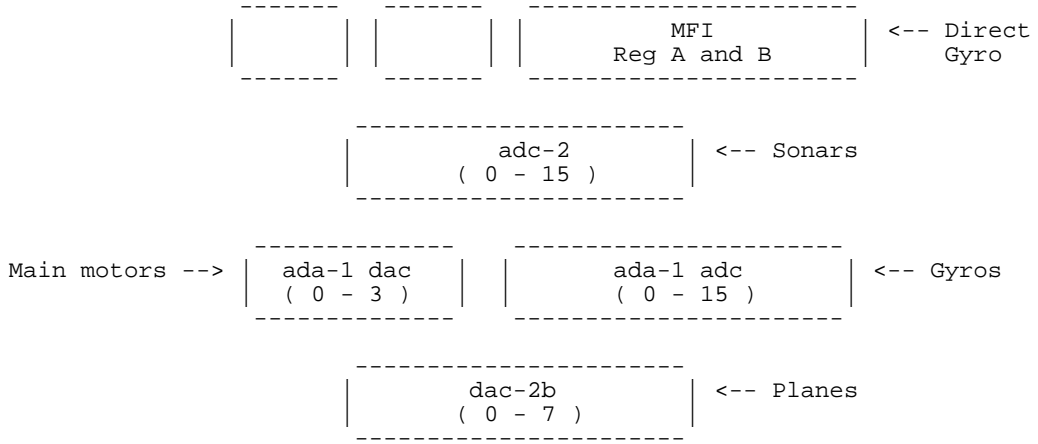 MFI <-- Direct
Reg A and B Gyro
adc-2 <-- Sonars
( 0 - 15 )
Main motors --> ada-1 dac ada-1 adc <-- Gyros
( 0 - 3 ) ( 0 - 15 )
dac-2b <-- Planes
( 0 - 7 )